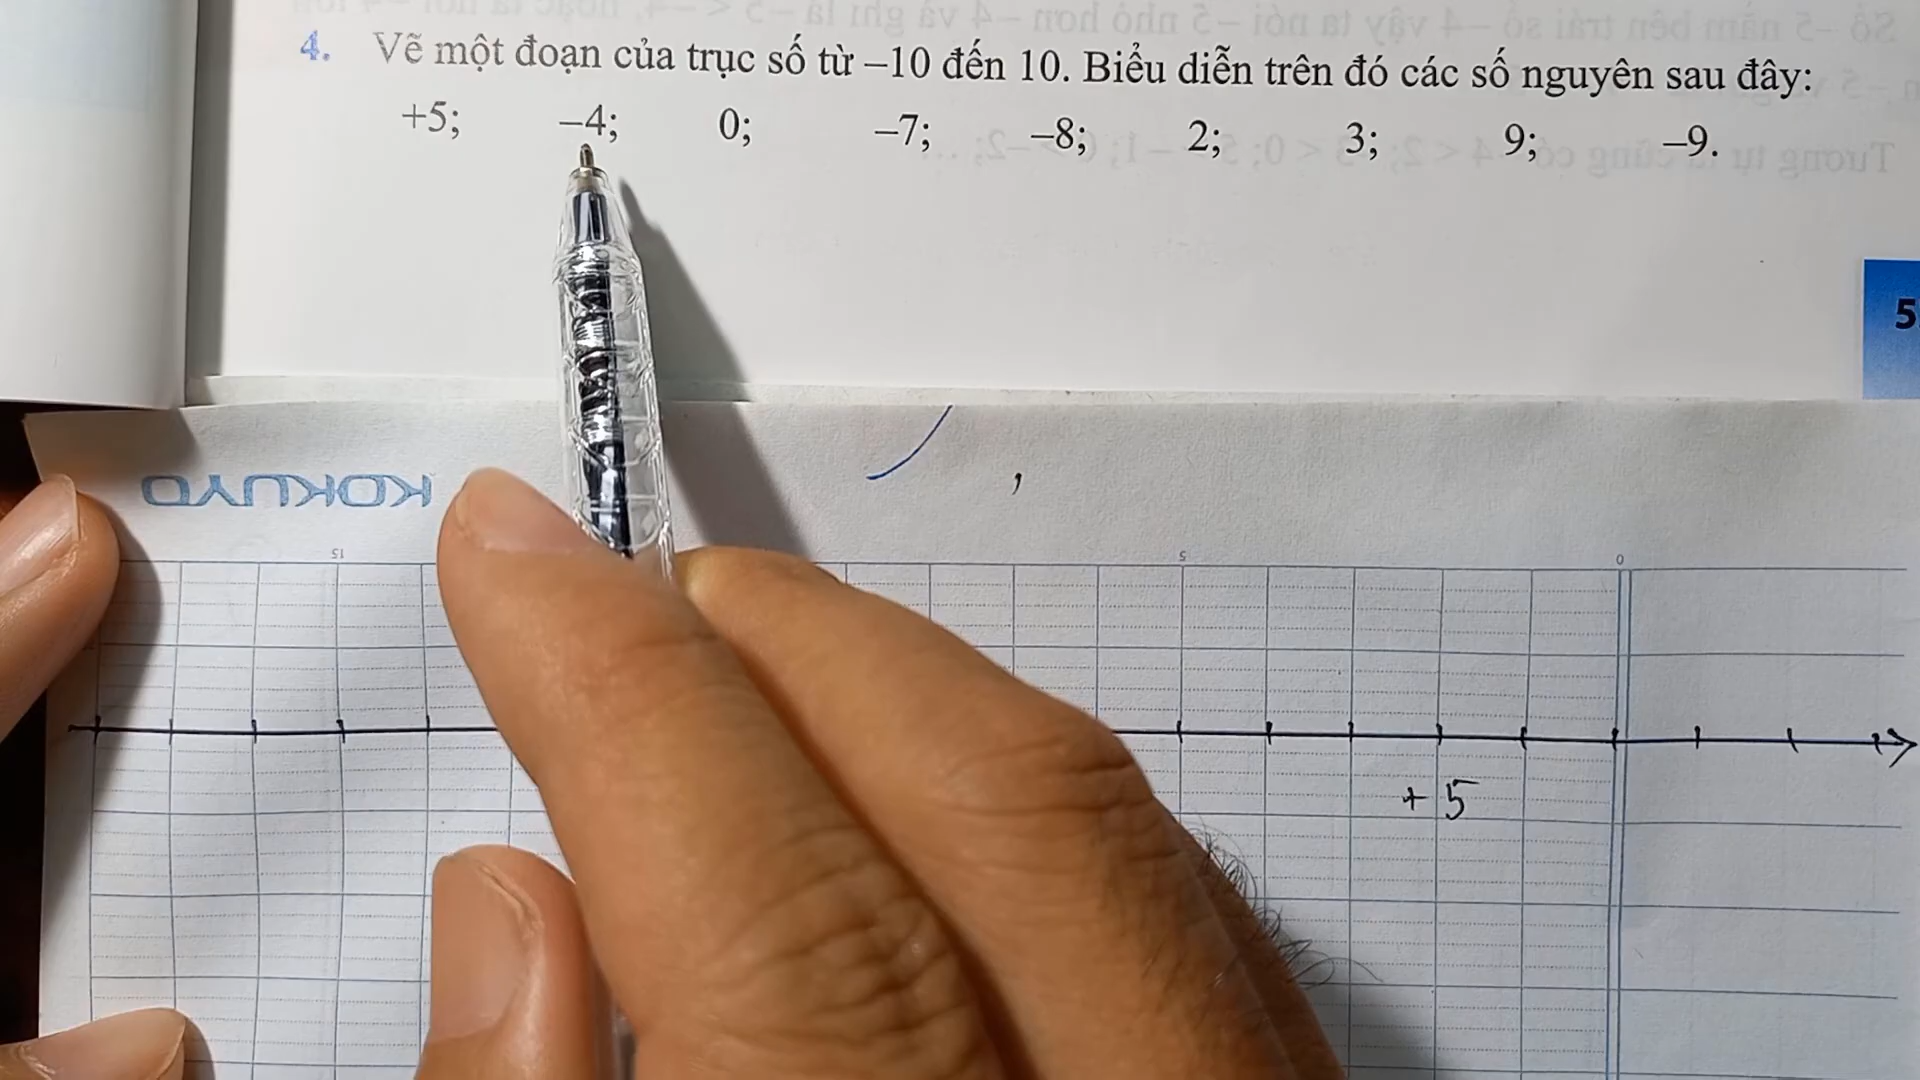 4. Vẽ một đoạn của trục số từ –10 đến 10. Biểu diễn trên đó các số nguyên sau đây:
+5; –4; 0; –7; –8; 2; 3; 9; –9.
5
KOKUYO
15 5 0
+5